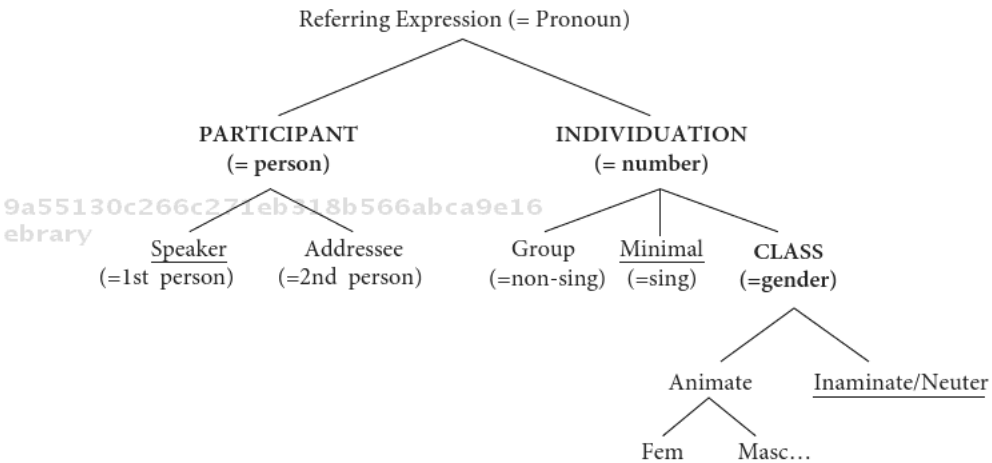 Referring Expression (= Pronoun)
PARTICIPANT INDIVIDUATION
(= person) (= number)
9a55130c266c271eb318b566abca9e16
ebrary
Speaker Addressee Group Minimal CLASS
(=1st person) (=2nd person) (=non-sing) (=sing) (=gender)
Animate Inaminate/Neuter
Fem Masc…